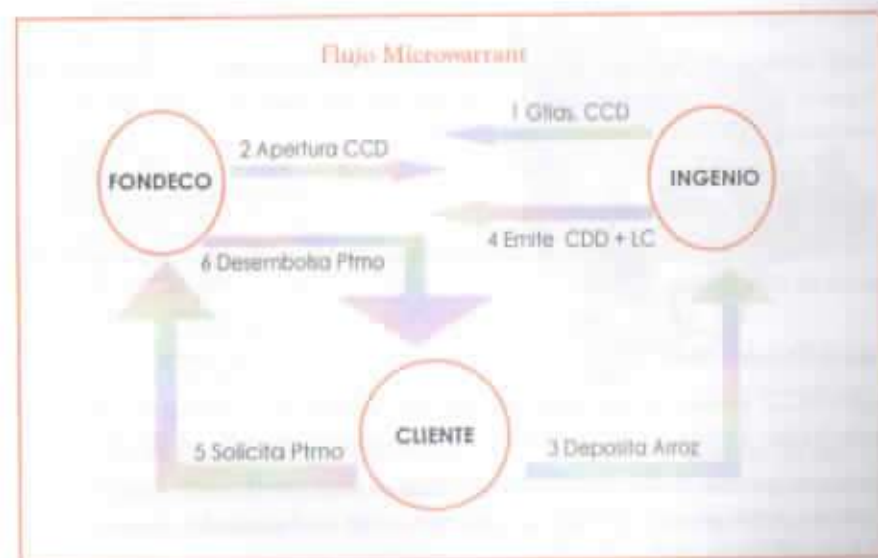 Flujo Microwarrant
1 Gtías. CCD
2 Apertura CCD
FONDECO
INGENIO
4 Emite CDD + LC
6 Desembolsa Ptmo
CLIENTE
5 Solicita Ptmo
3 Deposita Arroz